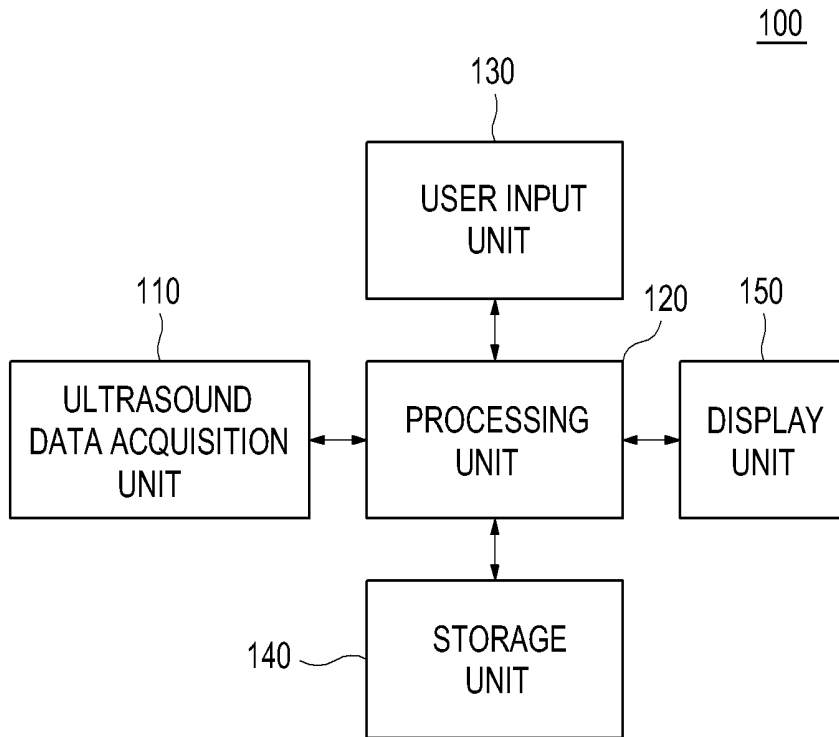 100
130
USER INPUT
UNIT
110
120
150
ULTRASOUND
DATA ACQUISITION
UNIT
PROCESSING
UNIT
DISPLAY
UNIT
140
STORAGE
UNIT